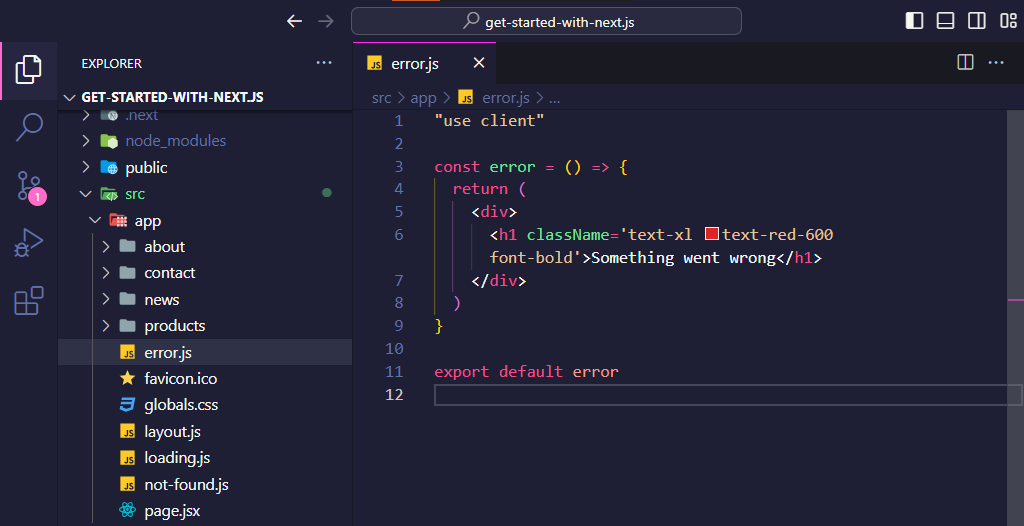 get-started-with-next.js
EXPLORER
GET-STARTED-WITH-NEXT.JS
.next
node_modules
public
src
app
about
contact
news
products
error.js
favicon.ico
globals.css
layout.js
loading.js
not-found.js
page.jsx
1
error.js
src > app > JS error.js > ...
1 "use client"
2
3 const error = () => {
4 return (
5 <div>
6 <h1 className='text-xl text-red-600
font-bold'>Something went wrong</h1>
7 </div>
8 )
9 }
10
11 export default error
12